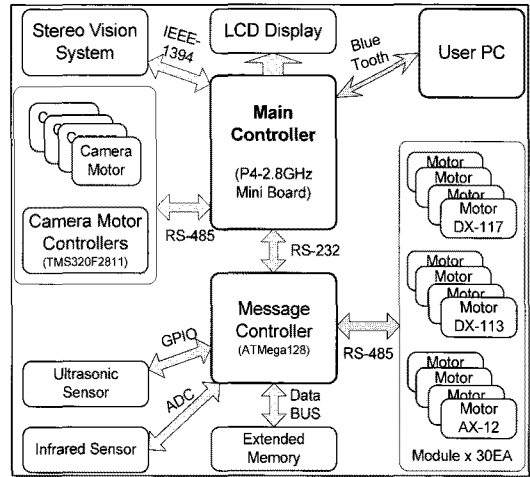 Stereo Vision
System
IEEE-
1394
LCD Display
Blue
Tooth
User PC
Main
Controller
(P4-2.8GHz
Mini Board)
Camera
Motor
Camera Motor
Controllers
(TMS320F2811)
RS-485
RS-232
Motor
Motor
Motor
Motor
DX-117
Motor
Motor
Motor
Motor
DX-113
Motor
Motor
Motor
Motor
AX-12
Module x 30EA
Message
Controller
(ATMega128)
RS-485
GPIO
Ultrasonic
Sensor
ADC
Infrared Sensor
Data
BUS
Extended
Memory